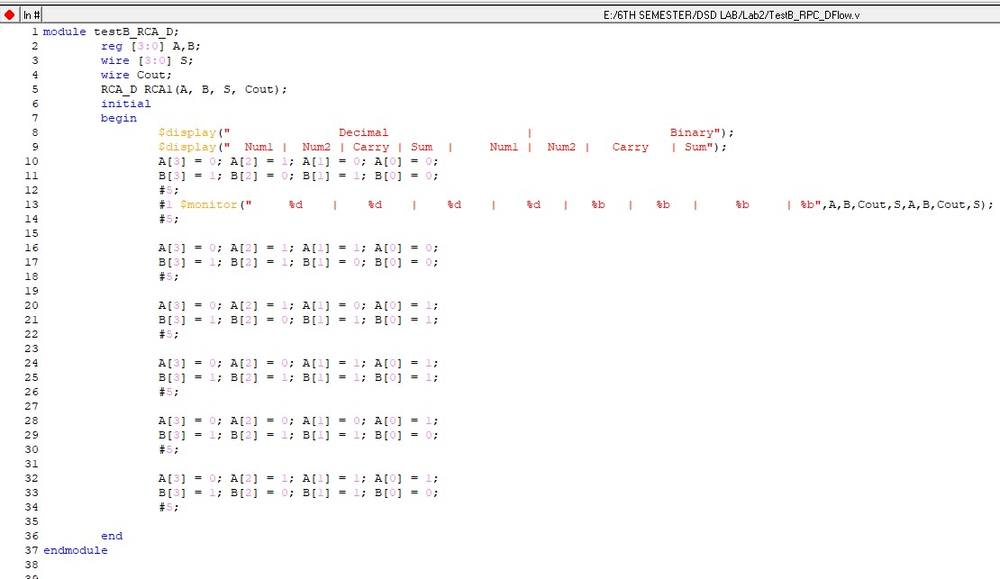 In #
E:/6TH SEMESTER/DSD LAB/Lab2/TestB_RPC_DFlow.v
1 module testB_RCA_D;
2         reg [3:0] A,B;
3         wire [3:0] S;
4         wire Cout;
5         RCA_D RCA1(A, B, S, Cout);
6         initial
7         begin
8                 $display("               Decimal                   |                   Binary");
9                 $display("  Num1 |  Num2 | Carry | Sum  |     Num1 |  Num2 |   Carry   | Sum");
10                 A[3] = 0; A[2] = 1; A[1] = 0; A[0] = 0;
11                 B[3] = 1; B[2] = 0; B[1] = 1; B[0] = 0;
12                 #5;
13                 #1 $monitor("     %d    |    %d    |    %d    |    %d   |   %b   |   %b   |     %b     | %b",A,B,Cout,S,A,B,Cout,S);
14                 #5;
15
16                 A[3] = 0; A[2] = 1; A[1] = 1; A[0] = 0;
17                 B[3] = 1; B[2] = 1; B[1] = 0; B[0] = 0;
18                 #5;
19
20                 A[3] = 0; A[2] = 1; A[1] = 0; A[0] = 1;
21                 B[3] = 1; B[2] = 0; B[1] = 1; B[0] = 1;
22                 #5;
23
24                 A[3] = 0; A[2] = 0; A[1] = 1; A[0] = 1;
25                 B[3] = 1; B[2] = 1; B[1] = 1; B[0] = 1;
26                 #5;
27
28                 A[3] = 0; A[2] = 0; A[1] = 0; A[0] = 1;
29                 B[3] = 1; B[2] = 1; B[1] = 1; B[0] = 0;
30                 #5;
31
32                 A[3] = 0; A[2] = 1; A[1] = 1; A[0] = 1;
33                 B[3] = 1; B[2] = 0; B[1] = 1; B[0] = 0;
34                 #5;
35
36         end
37 endmodule
38
39